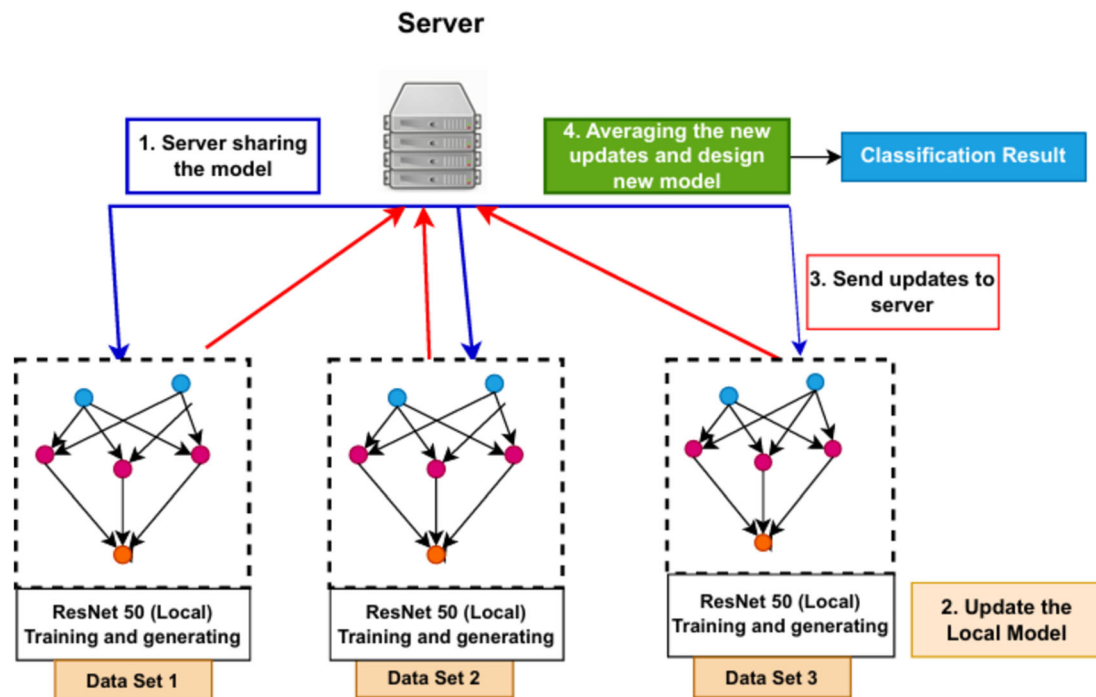 Server
1. Server sharing
the model
4. Averaging the new
updates and design
new model
Classification Result
3. Send updates to
server
ResNet 50 (Local)
Training and generating
Data Set 1
ResNet 50 (Local)
Training and generating
Data Set 2
ResNet 50 (Local)
Training and generating
Data Set 3
2. Update the
Local Model